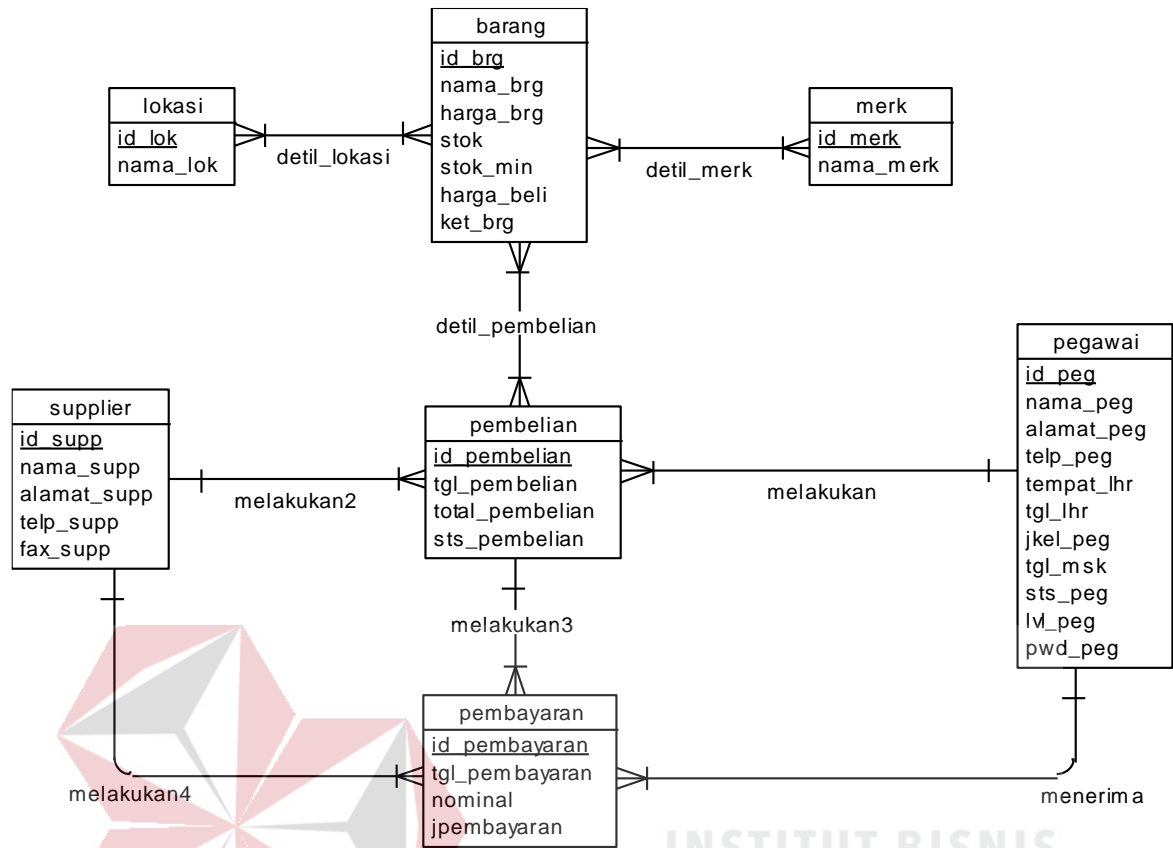 barang
id_brg
nama_brg
harga_brg
stok
stok_min
harga_beli
ket_brg
lokasi
id_lok
nama_lok
detil_lokasi
merk
id_merk
nama_merk
detil_merk
detil_pembelian
supplier
id_supp
nama_supp
alamat_supp
telp_supp
fax_supp
melakukan2
pembelian
id_pembelian
tgl_pembelian
total_pembelian
sts_pembelian
melakukan
pegawai
id_peg
nama_peg
alamat_peg
telp_peg
tempat_lhr
tgl_lhr
jkel_peg
tgl_msk
sts_peg
lvl_peg
pwd_peg
melakukan3
pembayaran
id_pembayaran
tgl_pembayaran
nominal
jpembayaran
melakukan4
menerima
INSTITUT BISNIS